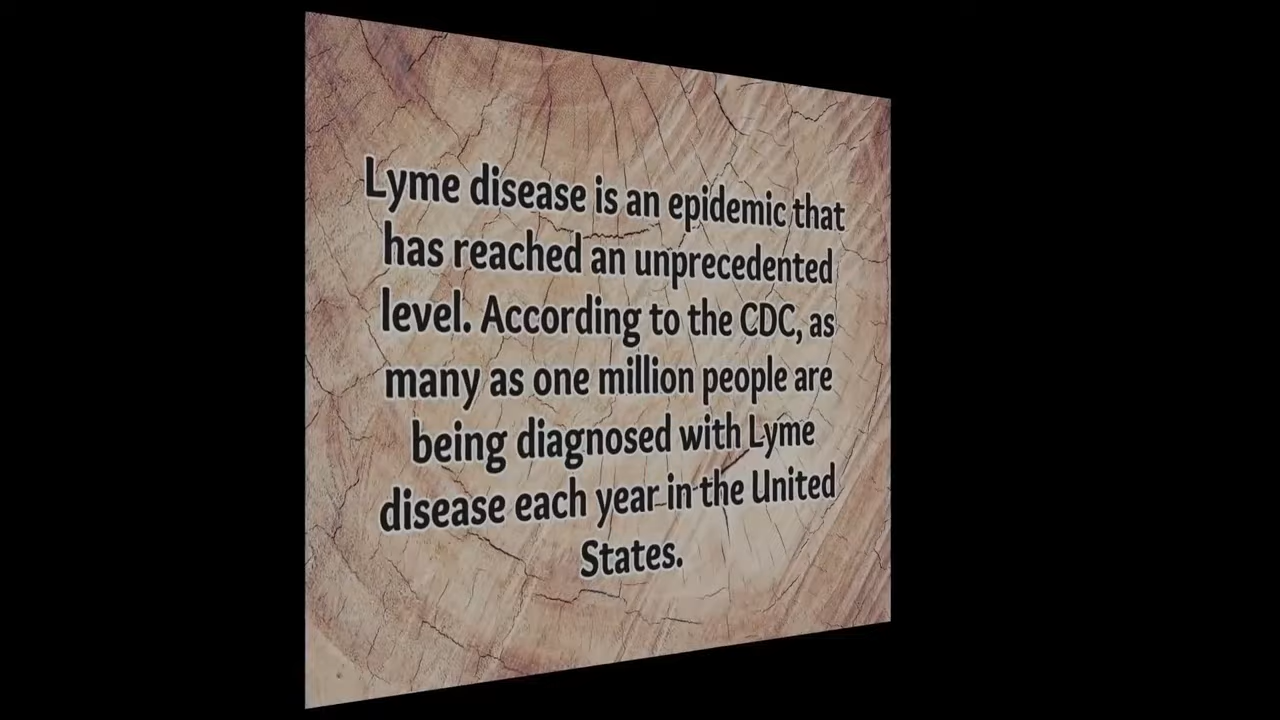 Lyme disease is an epidemic that
has reached an unprecedented
level. According to the CDC, as
many as one million people are
being diagnosed with Lyme
disease each year in the United
States.